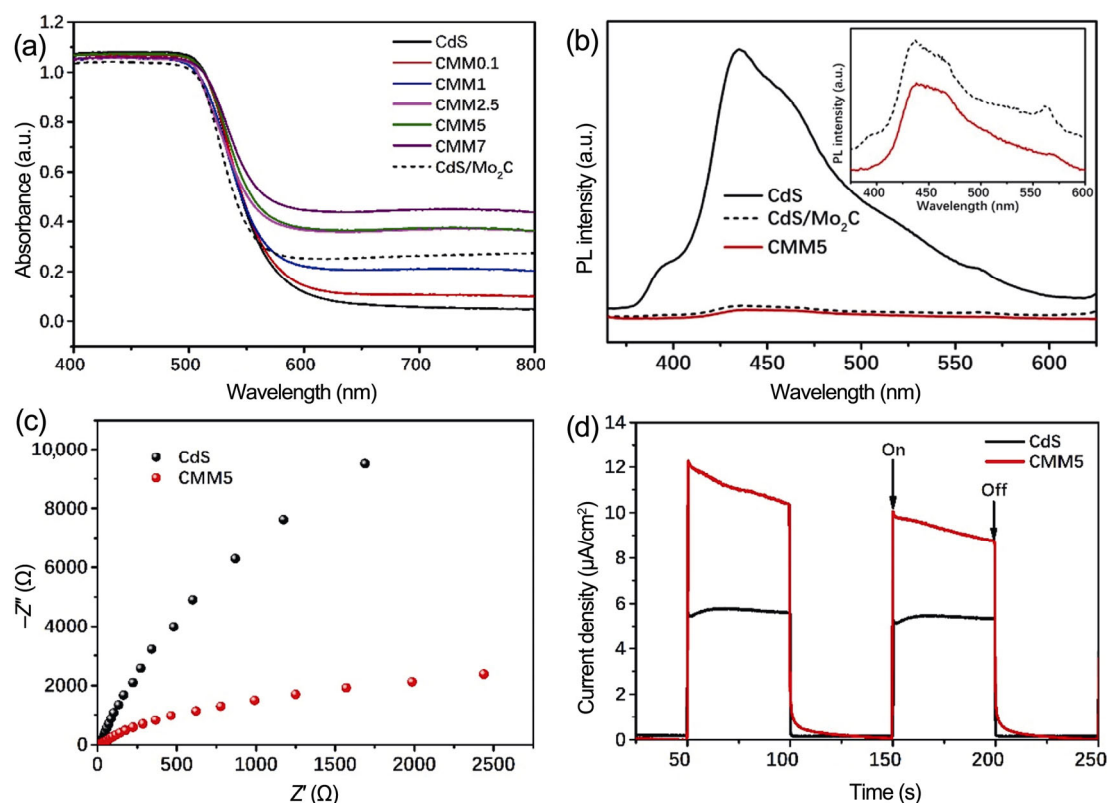 (a)
1.2
1.0
0.8
0.6
0.4
0.2
0.0
Absorbance (a.u.)
400
500
600
700
800
Wavelength (nm)
CdS
CMM0.1
CMM1
CMM2.5
CMM5
CMM7
CdS/Mo₂C
(b)
PL intensity (a.u.)
400
450
500
550
600
Wavelength (nm)
CdS
CdS/Mo₂C
CMM5
PL intensity (a.u.)
400
450
500
550
600
Wavelength (nm)
(c)
10,000
8000
6000
4000
2000
0
–Z″ (Ω)
0
500
1000
1500
2000
2500
Z′ (Ω)
CdS
CMM5
(d)
14
12
10
8
6
4
2
0
Current density (µA/cm²)
50
100
150
200
250
Time (s)
On
Off
CdS
CMM5